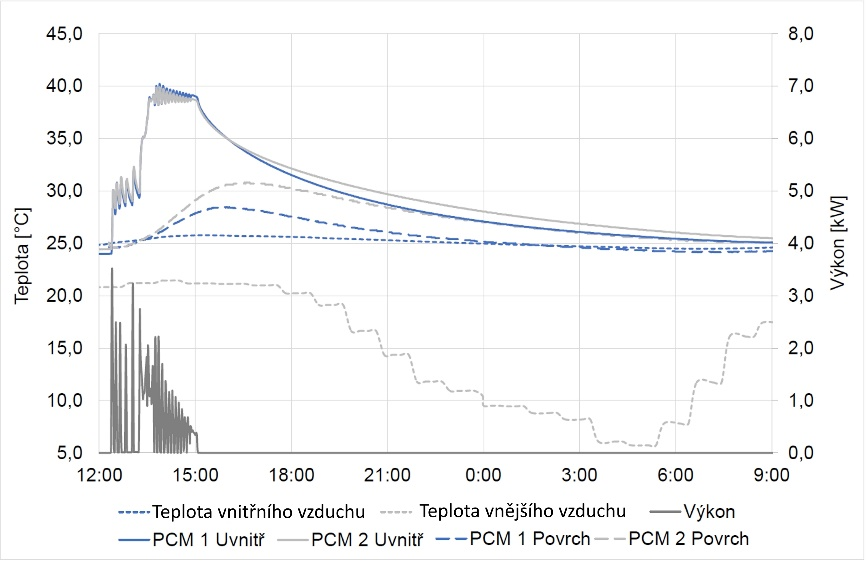 45,0 8,0
40,0 7,0
35,0 6,0
30,0 5,0
25,0 4,0
20,0 3,0
15,0 2,0
10,0 1,0
5,0 0,0
Teplota [°C]
Výkon [kW]
12:00 15:00 18:00 21:00 0:00 3:00 6:00 9:00
Teplota vnitřního vzduchu Teplota vnějšího vzduchu Výkon
PCM 1 Uvnitř PCM 2 Uvnitř PCM 1 Povrch PCM 2 Povrch